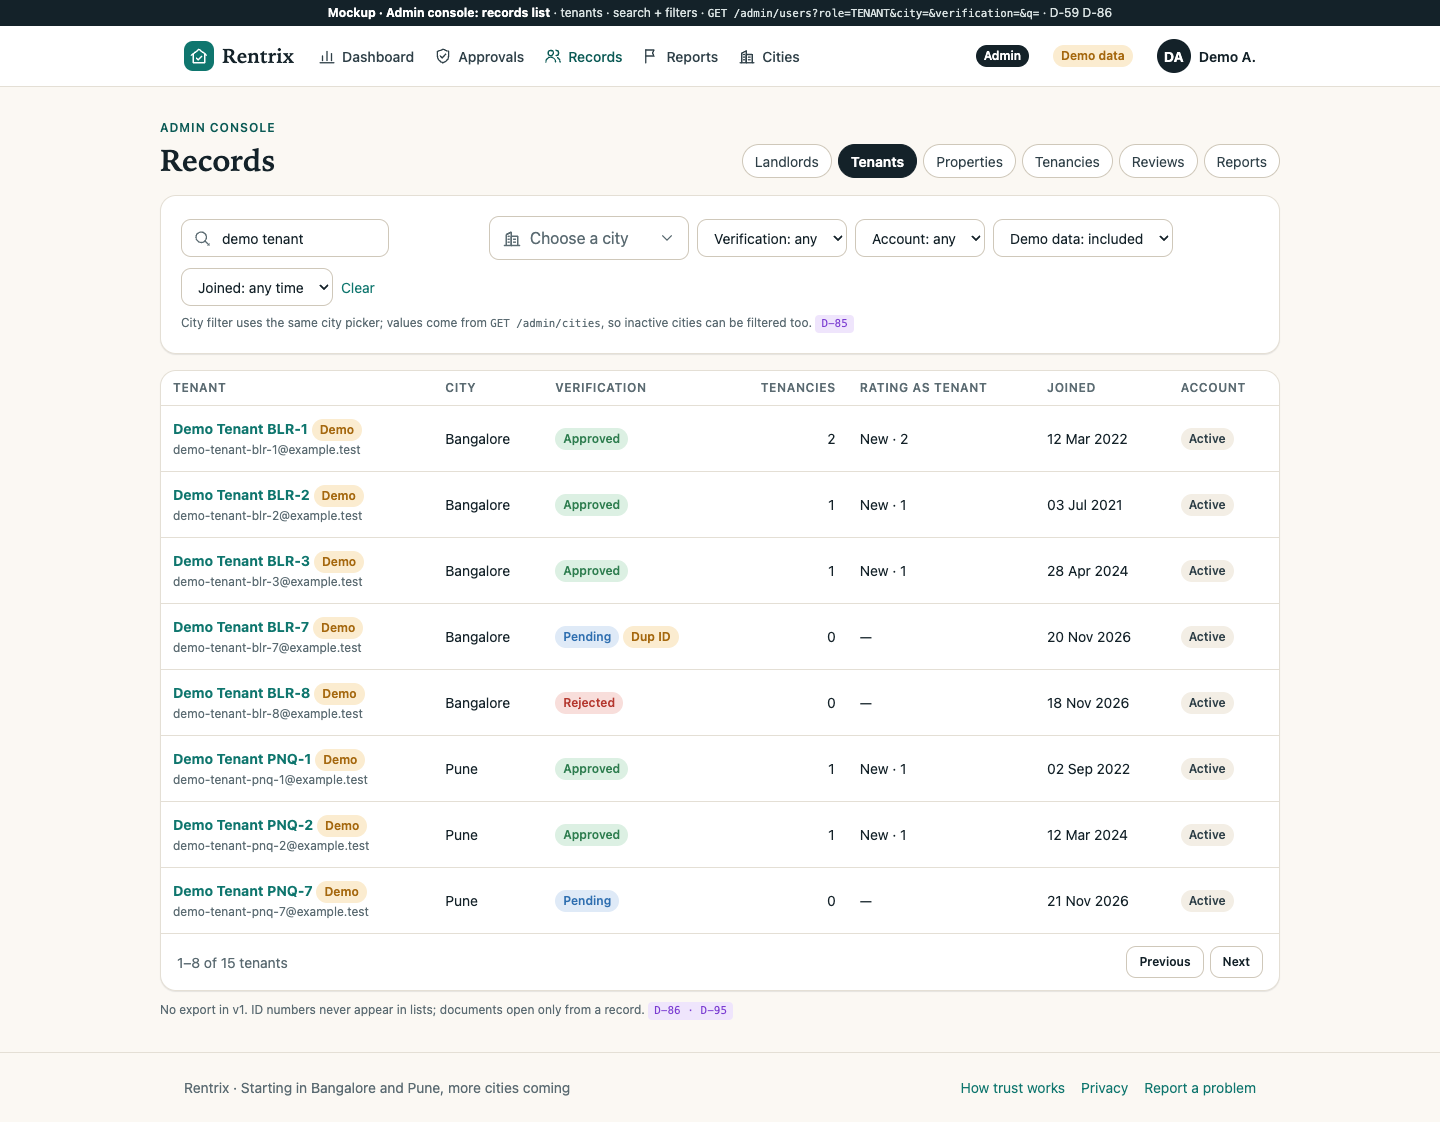 Mockup · Admin console: records list · tenants · search + filters · GET /admin/users?role=TENANT&city=&verification=&q= · D-59 D-86
Rentrix Dashboard Approvals Records Reports Cities Admin Demo data DA Demo A.
ADMIN CONSOLE
Records
Landlords Tenants Properties Tenancies Reviews Reports
demo tenant Choose a city Verification: any Account: any Demo data: included
Joined: any time Clear
City filter uses the same city picker; values come from GET /admin/cities, so inactive cities can be filtered too. D-85
TENANT CITY VERIFICATION TENANCIES RATING AS TENANT JOINED ACCOUNT
Demo Tenant BLR-1 Demo
demo-tenant-blr-1@example.test
Bangalore Approved 2 New · 2 12 Mar 2022 Active
Demo Tenant BLR-2 Demo
demo-tenant-blr-2@example.test
Bangalore Approved 1 New · 1 03 Jul 2021 Active
Demo Tenant BLR-3 Demo
demo-tenant-blr-3@example.test
Bangalore Approved 1 New · 1 28 Apr 2024 Active
Demo Tenant BLR-7 Demo
demo-tenant-blr-7@example.test
Bangalore Pending Dup ID 0 — 20 Nov 2026 Active
Demo Tenant BLR-8 Demo
demo-tenant-blr-8@example.test
Bangalore Rejected 0 — 18 Nov 2026 Active
Demo Tenant PNQ-1 Demo
demo-tenant-pnq-1@example.test
Pune Approved 1 New · 1 02 Sep 2022 Active
Demo Tenant PNQ-2 Demo
demo-tenant-pnq-2@example.test
Pune Approved 1 New · 1 12 Mar 2024 Active
Demo Tenant PNQ-7 Demo
demo-tenant-pnq-7@example.test
Pune Pending 0 — 21 Nov 2026 Active
1–8 of 15 tenants Previous Next
No export in v1. ID numbers never appear in lists; documents open only from a record. D-86 · D-95
Rentrix · Starting in Bangalore and Pune, more cities coming How trust works Privacy Report a problem